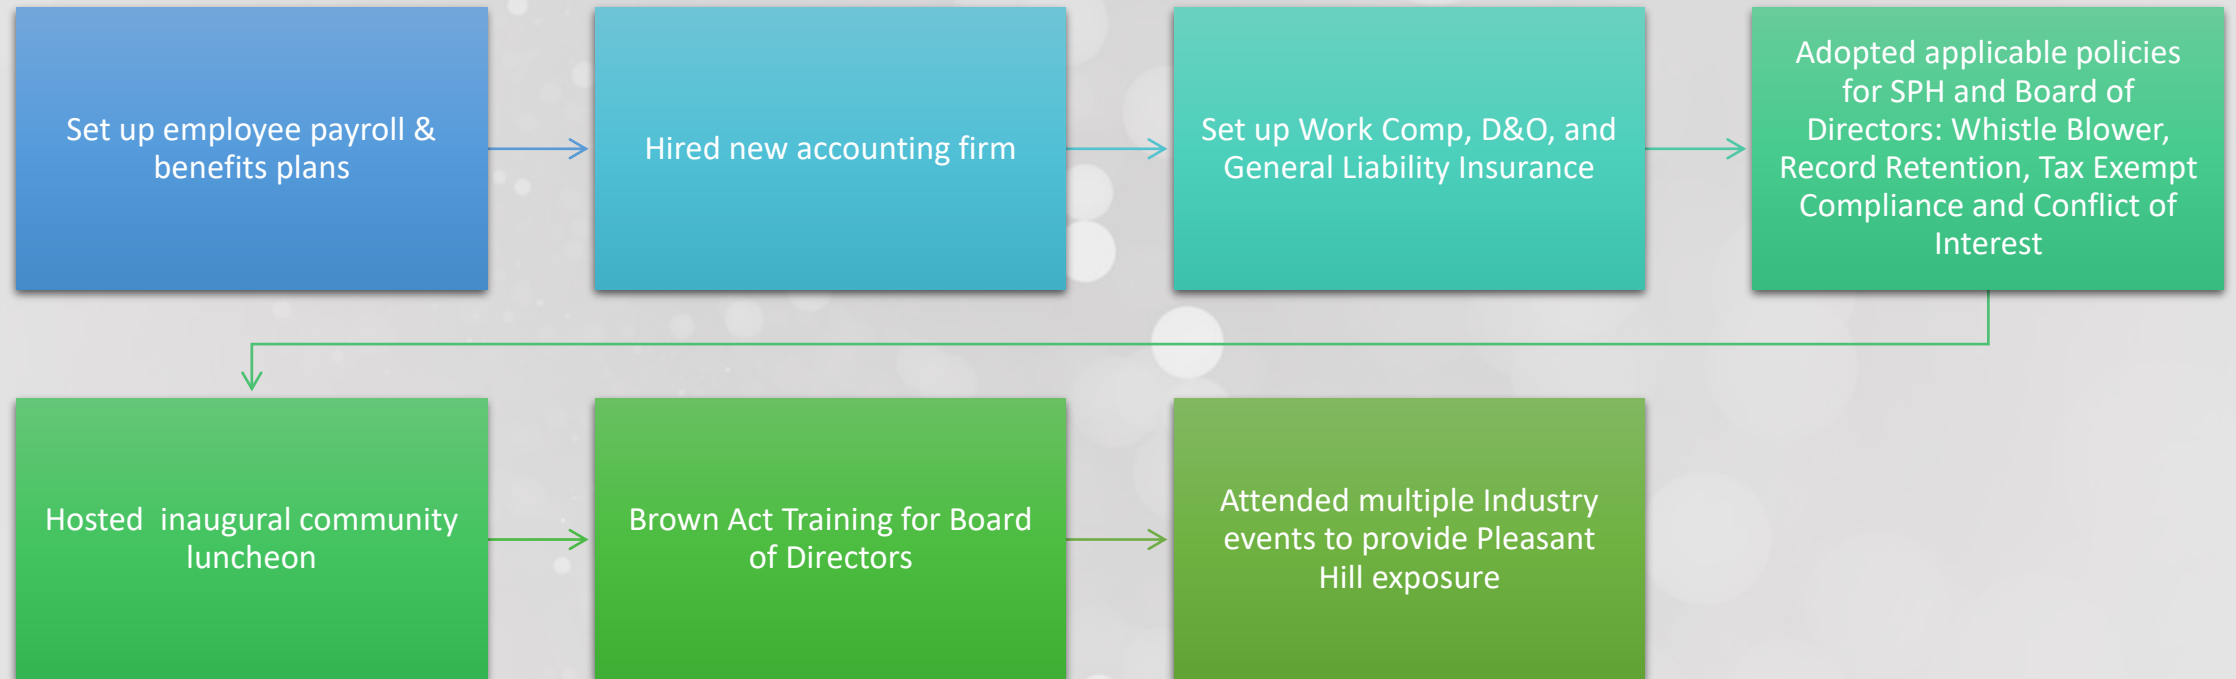 Set up employee payroll &
benefits plans
Hired new accounting firm
Set up Work Comp, D&O, and
General Liability Insurance
Adopted applicable policies
for SPH and Board of
Directors: Whistle Blower,
Record Retention, Tax Exempt
Compliance and Conflict of
Interest
Hosted  inaugural community
luncheon
Brown Act Training for Board
of Directors
Attended multiple Industry
events to provide Pleasant
Hill exposure